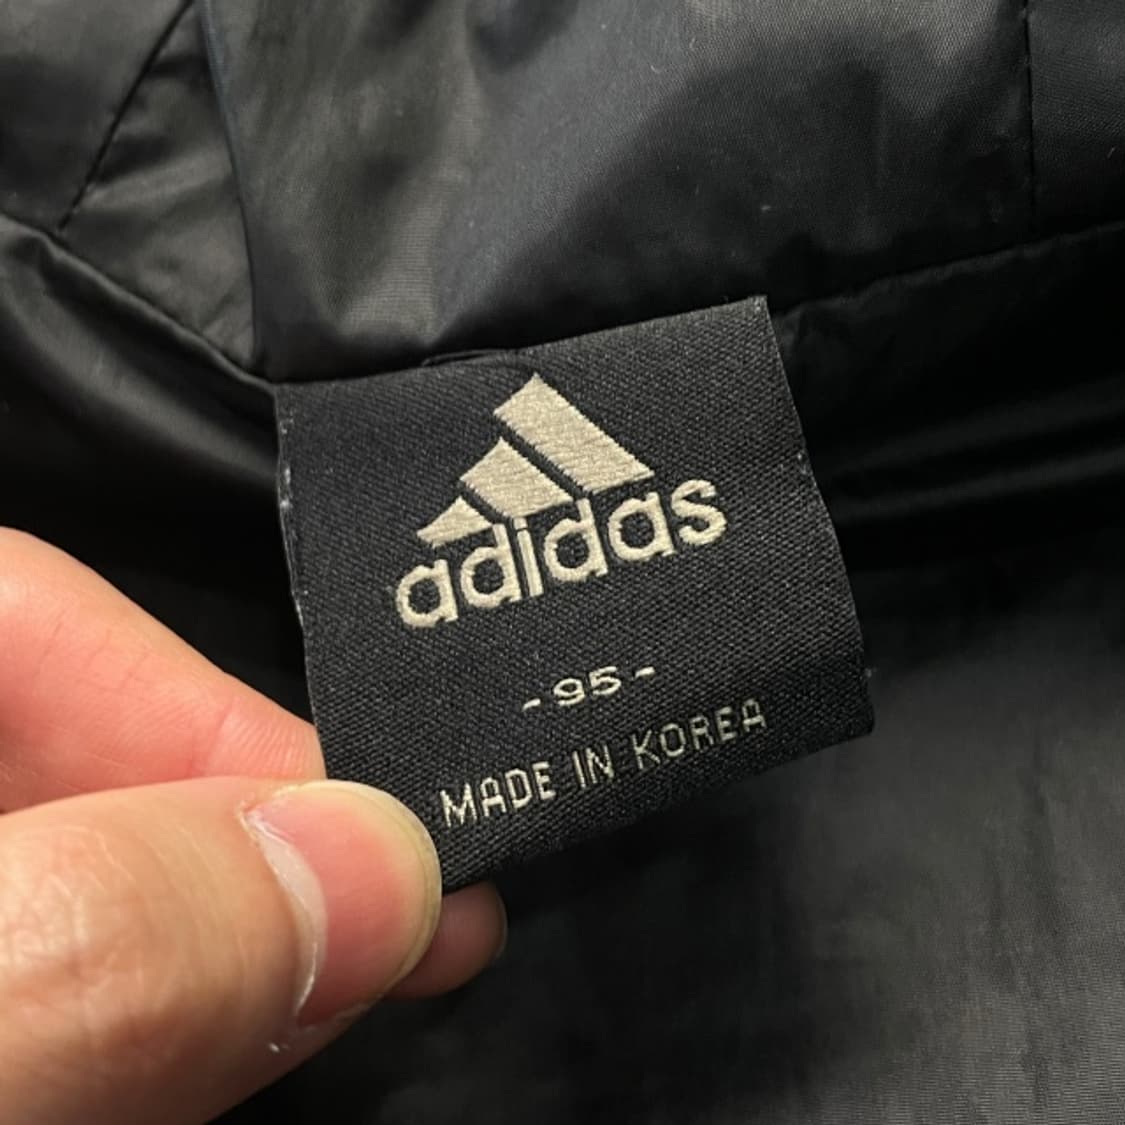 adidas
-95-
MADE IN KOREA